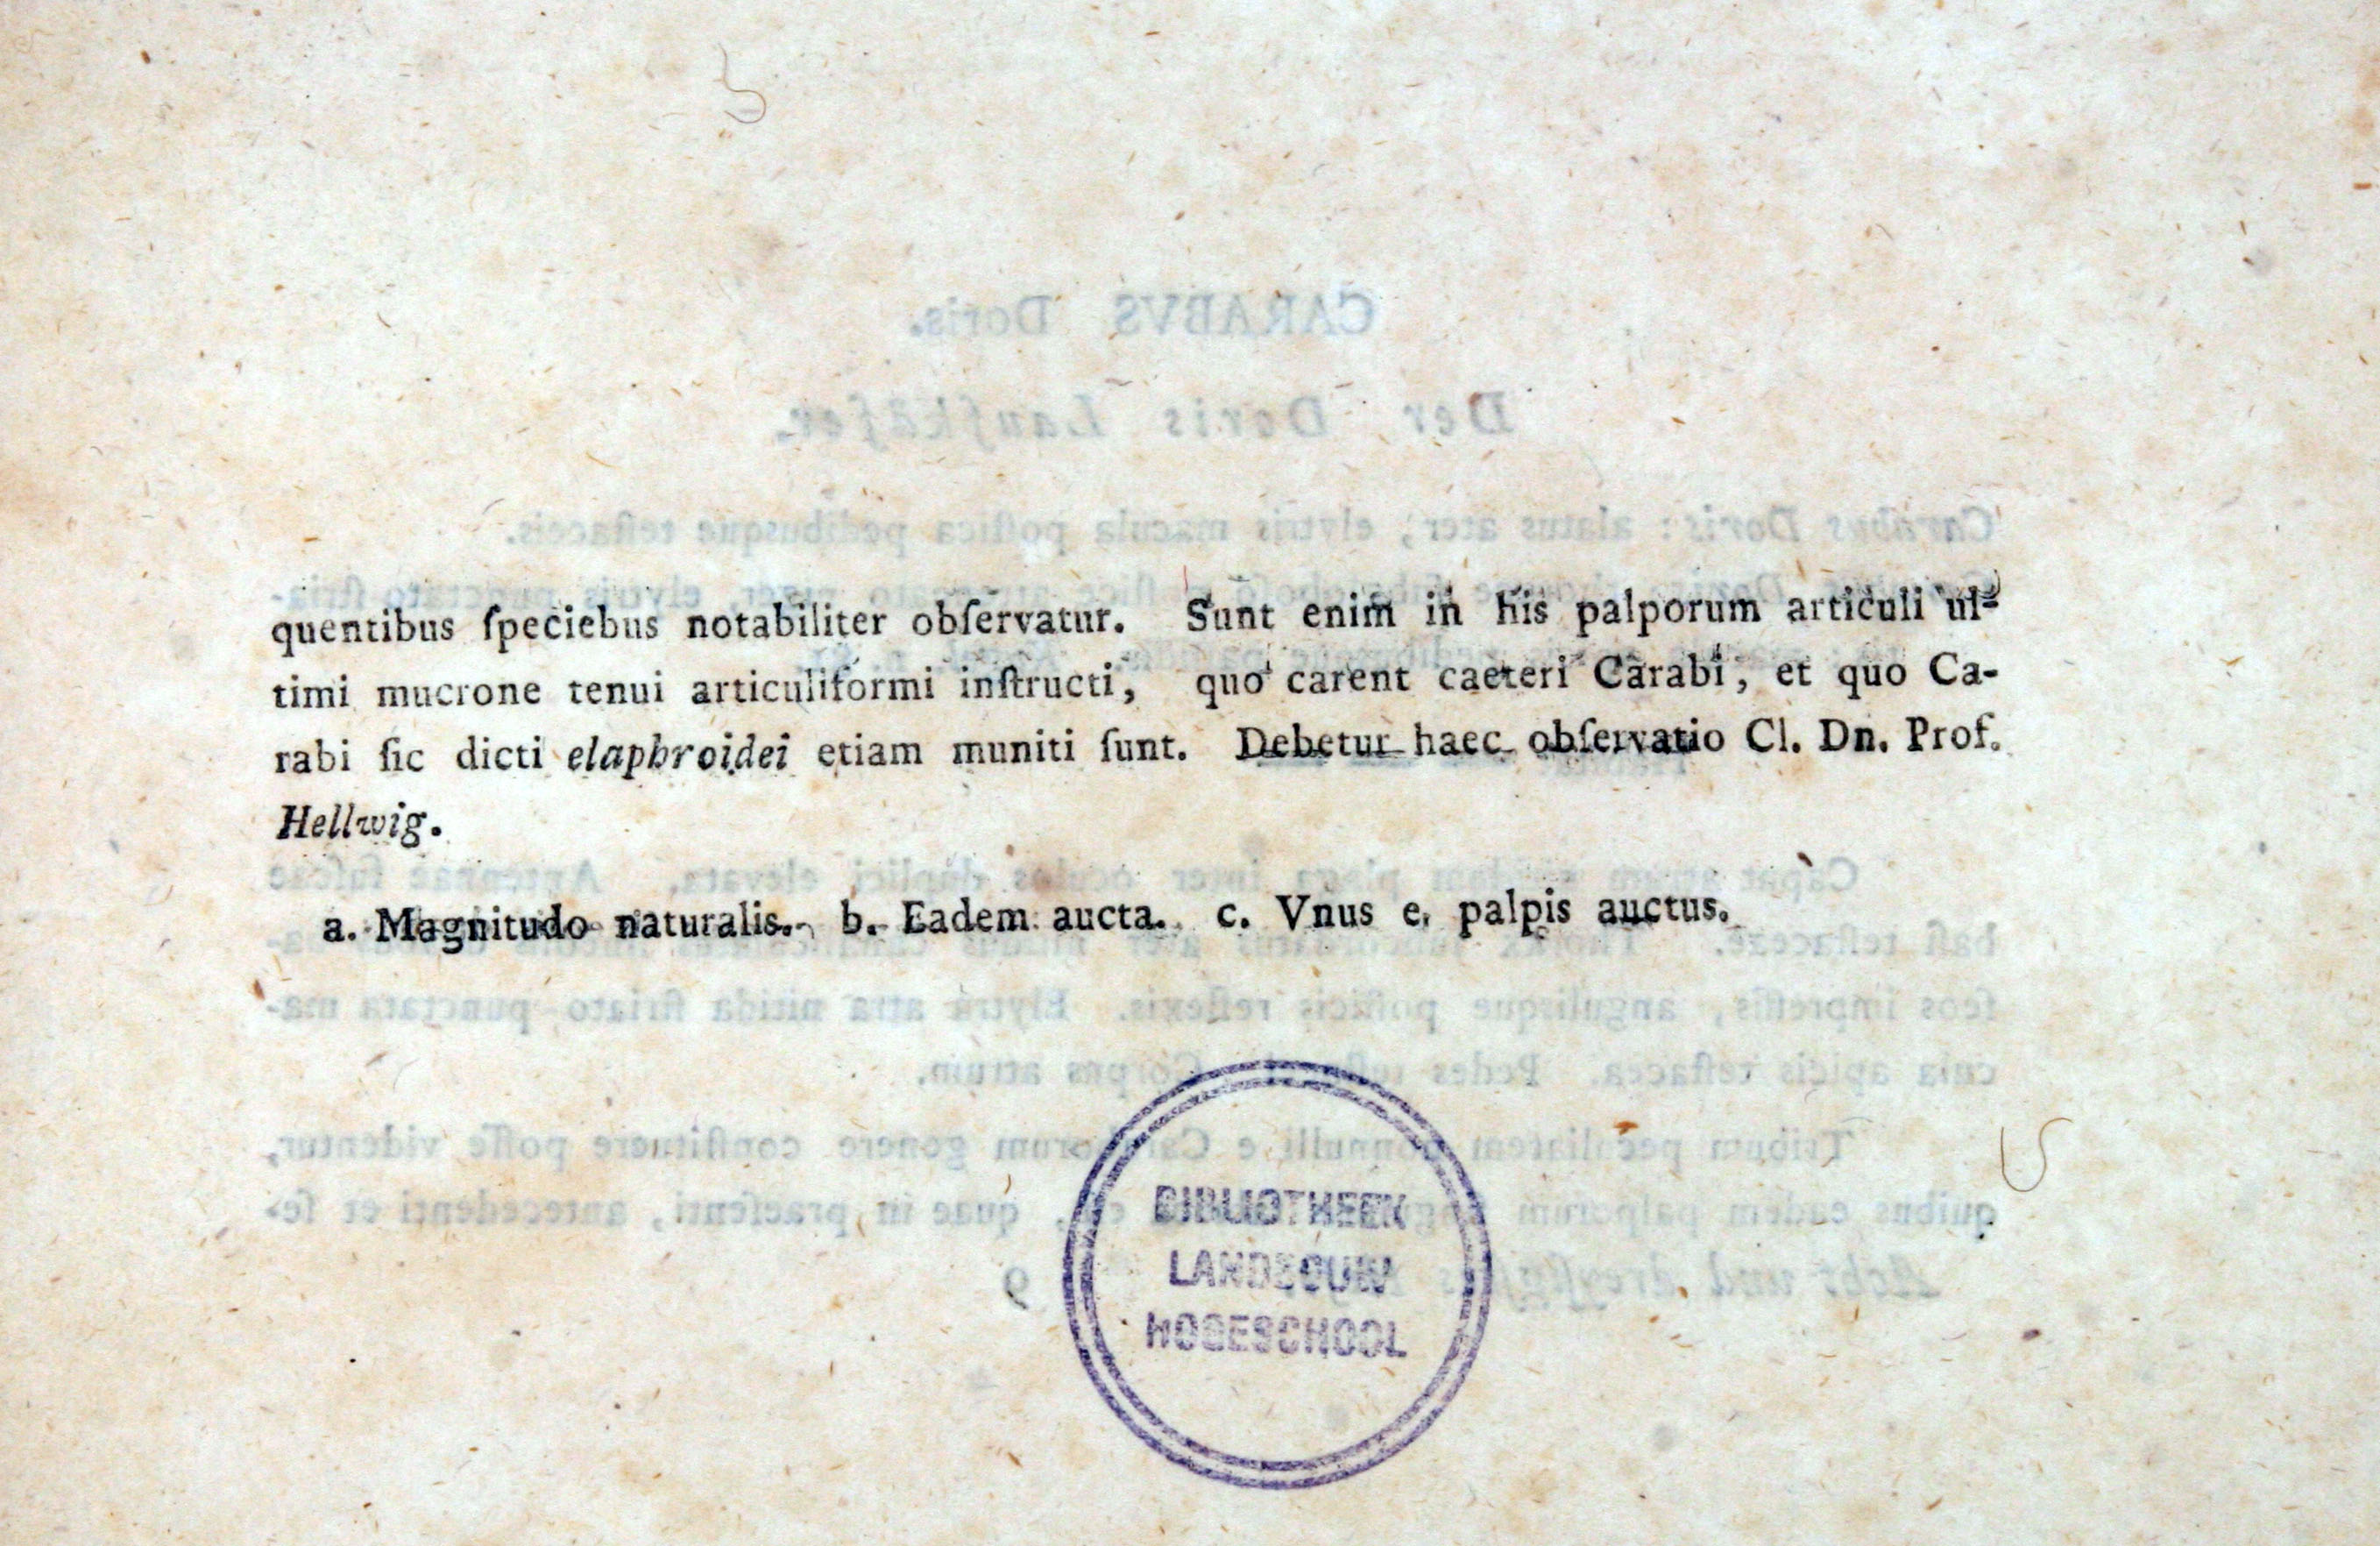 quentibus ſpeciebus notabiliter obſervatur. Sunt enim in his palporum articuli ul-
timi mucrone tenui articuliformi inſtructi, quo carent caeteri Carabi, et quo Ca-
rabi ſic dicti elaphroidei etiam muniti ſunt. Debetur haec obſervatio Cl. Dn. Prof.
Hellwig.
a. Magnitudo naturalis. b. Eadem aucta. c. Vnus e palpis auctus.
BIBLIOTHEEK
LANDBOUW
HOGESCHOOL